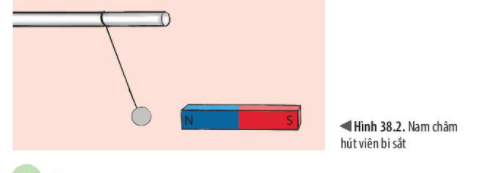 N
S
◀Hình 38.2. Nam châm
hút viên bi sắt